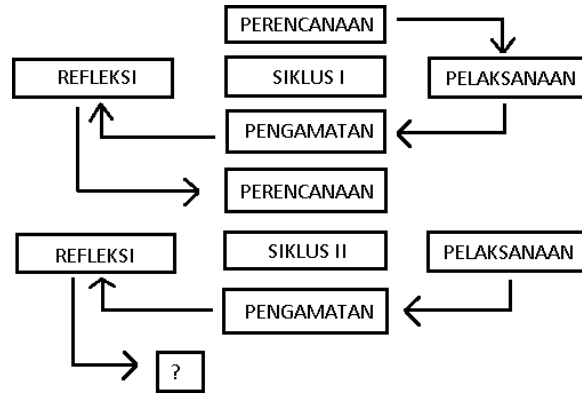 PERENCANAAN
REFLEKSI
SIKLUS I
PELAKSANAAN
PENGAMATAN
PERENCANAAN
REFLEKSI
SIKLUS II
PELAKSANAAN
PENGAMATAN
?